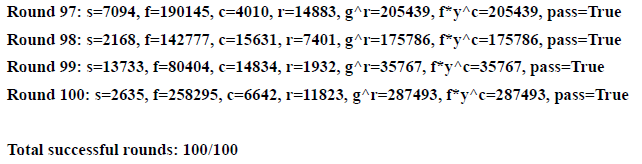 Round 97: s=7094, f=190145, c=4010, r=14883, g^r=205439, f*y^c=205439, pass=True
Round 98: s=2168, f=142777, c=15631, r=7401, g^r=175786, f*y^c=175786, pass=True
Round 99: s=13733, f=80404, c=14834, r=1932, g^r=35767, f*y^c=35767, pass=True
Round 100: s=2635, f=258295, c=6642, r=11823, g^r=287493, f*y^c=287493, pass=True
Total successful rounds: 100/100